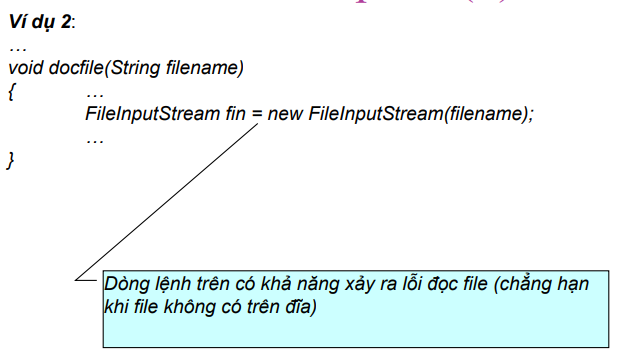 Ví dụ 2:
…
void docfile(String filename)
{ …
FileInputStream fin = new FileInputStream(filename);
…
}
Dòng lệnh trên có khả năng xảy ra lỗi đọc file (chẳng hạn
khi file không có trên đĩa)